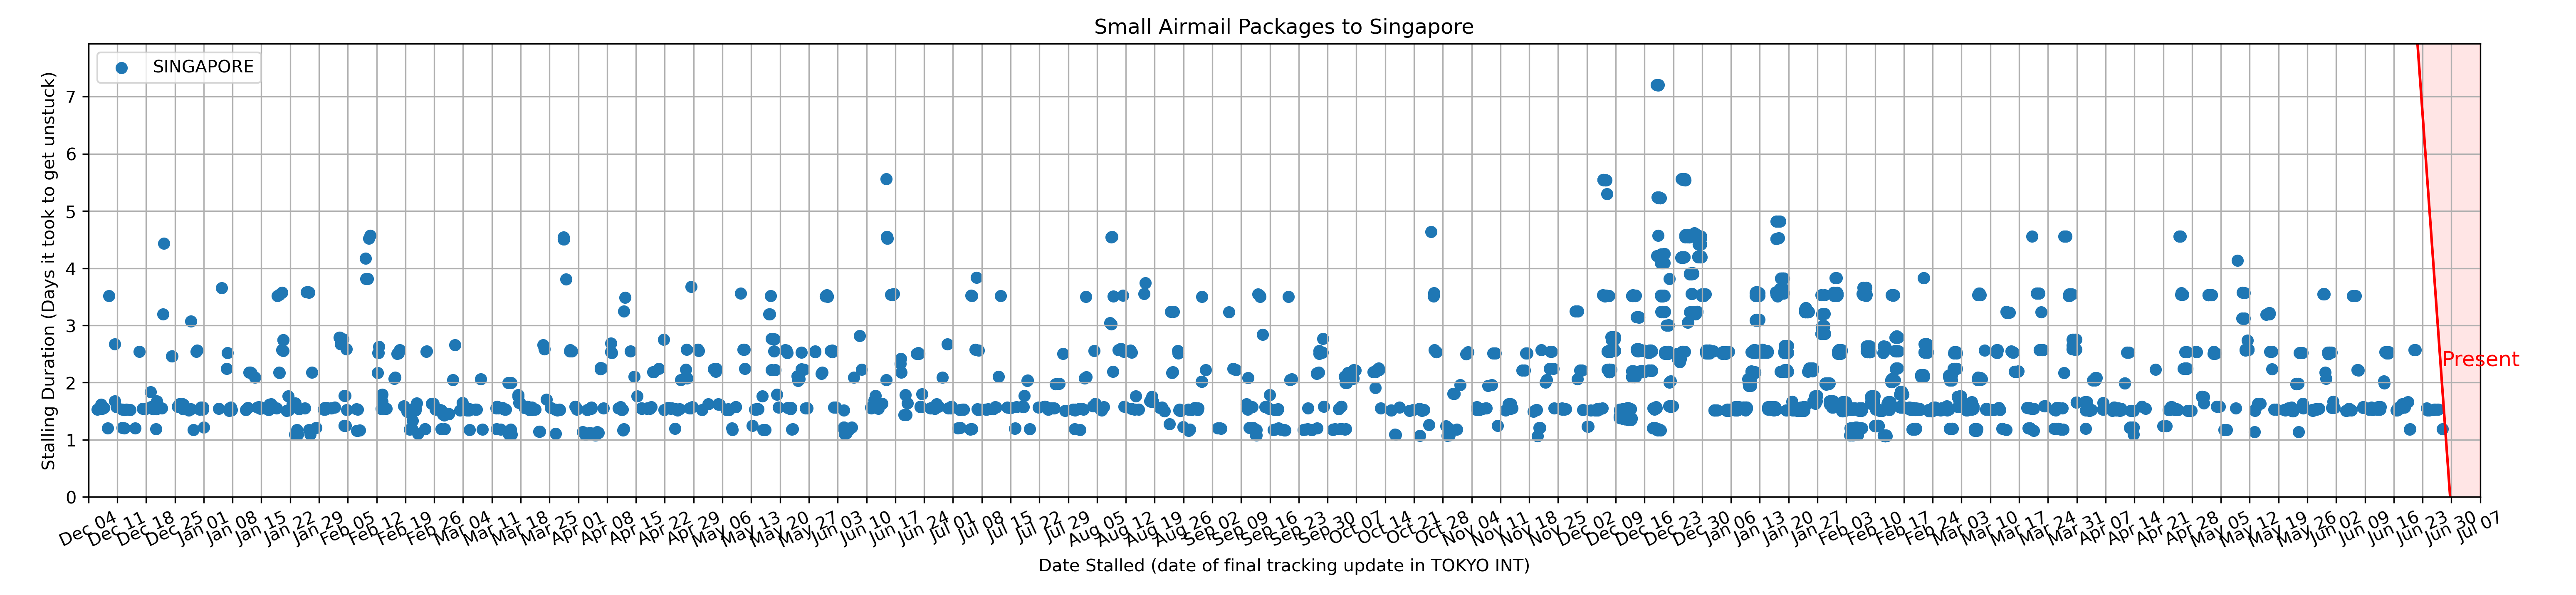 Small Airmail Packages to Singapore
SINGAPORE
Stalling Duration (Days it took to get unstuck)
7
6
5
4
3
2
1
0
Present
Dec 04
Dec 11
Dec 18
Dec 25
Jan 01
Jan 08
Jan 15
Jan 22
Jan 29
Feb 05
Feb 12
Feb 19
Feb 26
Mar 04
Mar 11
Mar 18
Mar 25
Apr 01
Apr 08
Apr 15
Apr 22
Apr 29
May 06
May 13
May 20
May 27
Jun 03
Jun 10
Jun 17
Jun 24
Jul 01
Jul 08
Jul 15
Jul 22
Jul 29
Aug 05
Aug 12
Aug 19
Aug 26
Sep 02
Sep 09
Sep 16
Sep 23
Sep 30
Oct 07
Oct 14
Oct 21
Oct 28
Nov 04
Nov 11
Nov 18
Nov 25
Dec 02
Dec 09
Dec 16
Dec 23
Dec 30
Jan 06
Jan 13
Jan 20
Jan 27
Feb 03
Feb 10
Feb 17
Feb 24
Mar 03
Mar 10
Mar 17
Mar 24
Mar 31
Apr 07
Apr 14
Apr 21
Apr 28
May 05
May 12
May 19
May 26
Jun 02
Jun 09
Jun 16
Jun 23
Jun 30
Jul 07
Date Stalled (date of final tracking update in TOKYO INT)